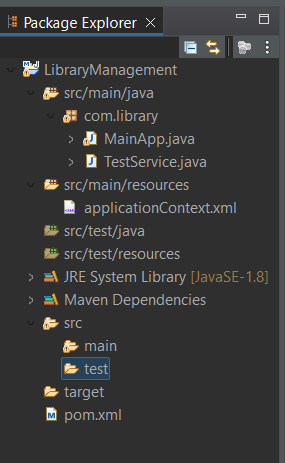 Package Explorer
LibraryManagement
src/main/java
com.library
MainApp.java
TestService.java
src/main/resources
applicationContext.xml
src/test/java
src/test/resources
JRE System Library [JavaSE-1.8]
Maven Dependencies
src
main
test
target
pom.xml